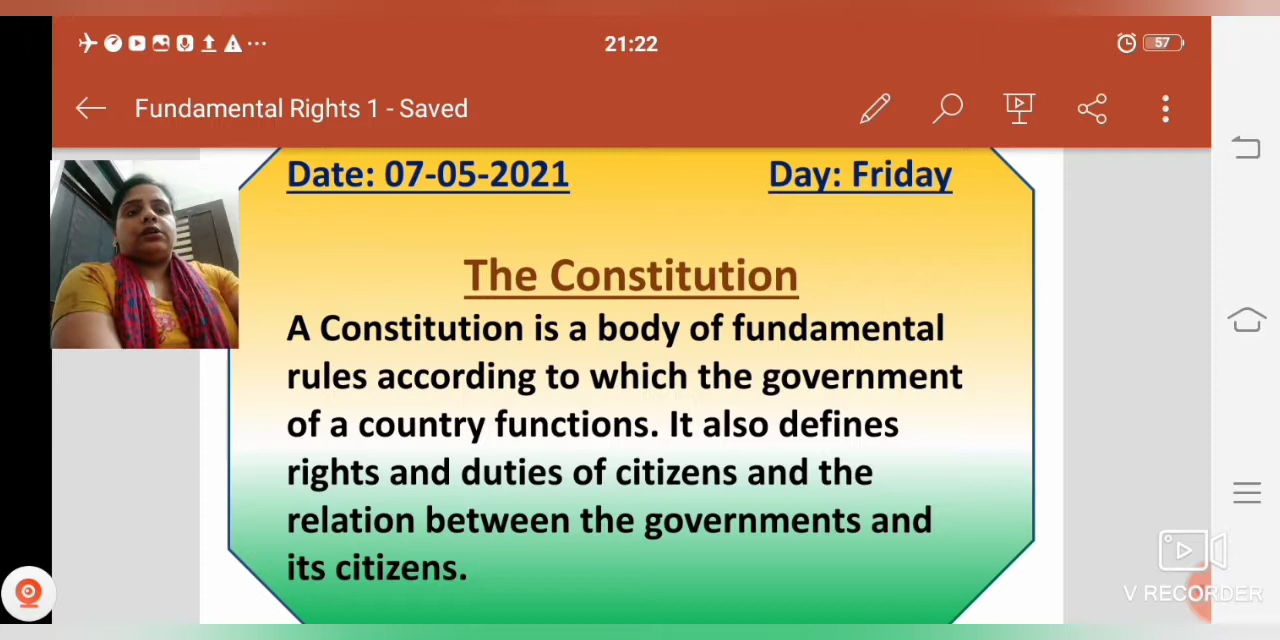 21:22
57
Fundamental Rights 1 - Saved
Date: 07-05-2021 Day: Friday
The Constitution
A Constitution is a body of fundamental
rules according to which the government
of a country functions. It also defines
rights and duties of citizens and the
relation between the governments and
its citizens.
V RECORDER